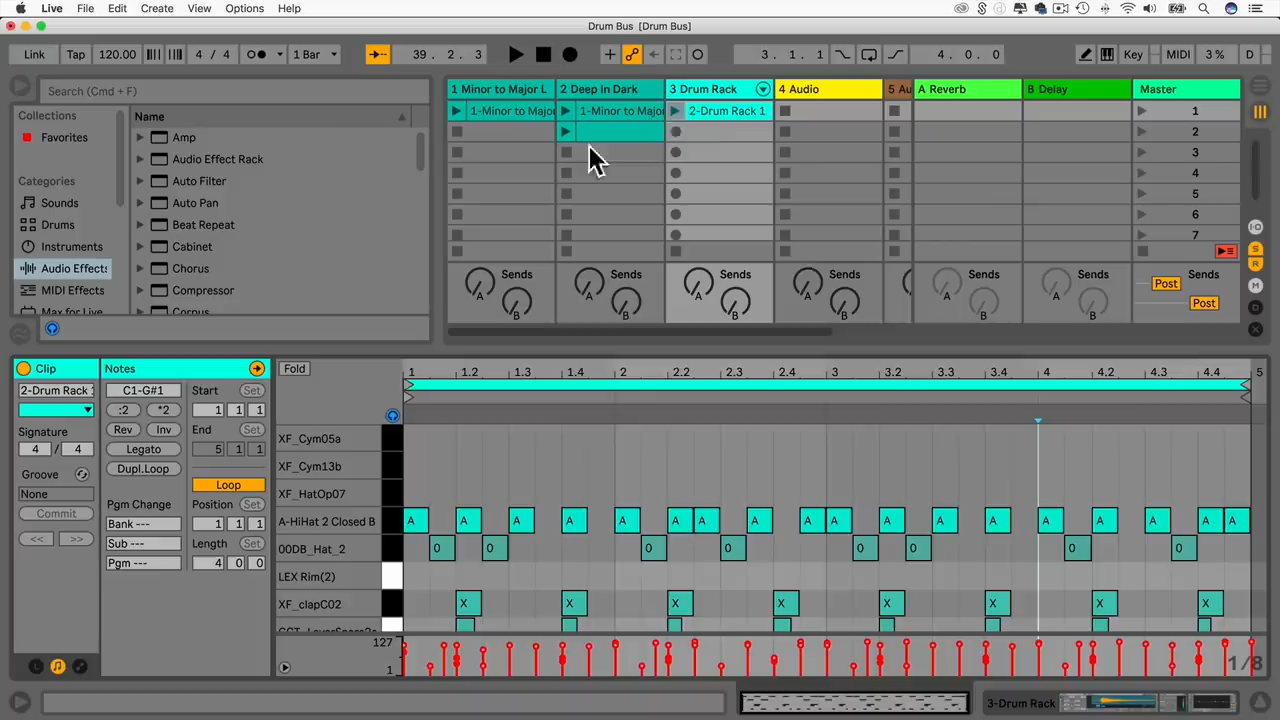 Live File Edit Create View Options Help
Drum Bus [Drum Bus]
Link Tap 120.00 4 / 4 1 Bar 39. 2. 3 3. 1. 1 4. 0. 0 Key MIDI 3 % D
Search (Cmd + F)
Collections
Favorites
Categories
Sounds
Drums
Instruments
Audio Effects
MIDI Effects
Max for Live
Name
Amp
Audio Effect Rack
Auto Filter
Auto Pan
Beat Repeat
Cabinet
Chorus
Compressor
Corpus
1 Minor to Major L 2 Deep In Dark 3 Drum Rack 4 Audio 5 Au A Reverb B Delay Master
1-Minor to Major 1-Minor to Major 2-Drum Rack 1 1
2
3
4
5
6
7
Sends Sends Sends Sends Sends Sends Sends
A A A A A A A Post
B B B B B B Post
I·O
S
R
M
D
X
Clip
2-Drum Rack
Signature
4 / 4
Groove
None
Commit
<< >>
Notes
C1-G#1
:2 *2
Rev Inv
Legato
Dupl.Loop
Pgm Change
Bank ---
Sub ---
Pgm ---
Start Set
1 1 1
End Set
5 1 1
Loop
Position Set
1 1 1
Length Set
4 0 0
Fold
1 1.2 1.3 1.4 2 2.2 2.3 2.4 3 3.2 3.3 3.4 4 4.2 4.3 4.4 5
XF_Cym05a
XF_Cym13b
XF_HatOp07
A-HiHat 2 Closed B A A A A A A A A A A A A A A A A A A
00DB_Hat_2 0 0 0 0 0 0 0 0
LEX Rim(2)
XF_clapC02 X X X X X X X X
127
1
1/8
3-Drum Rack